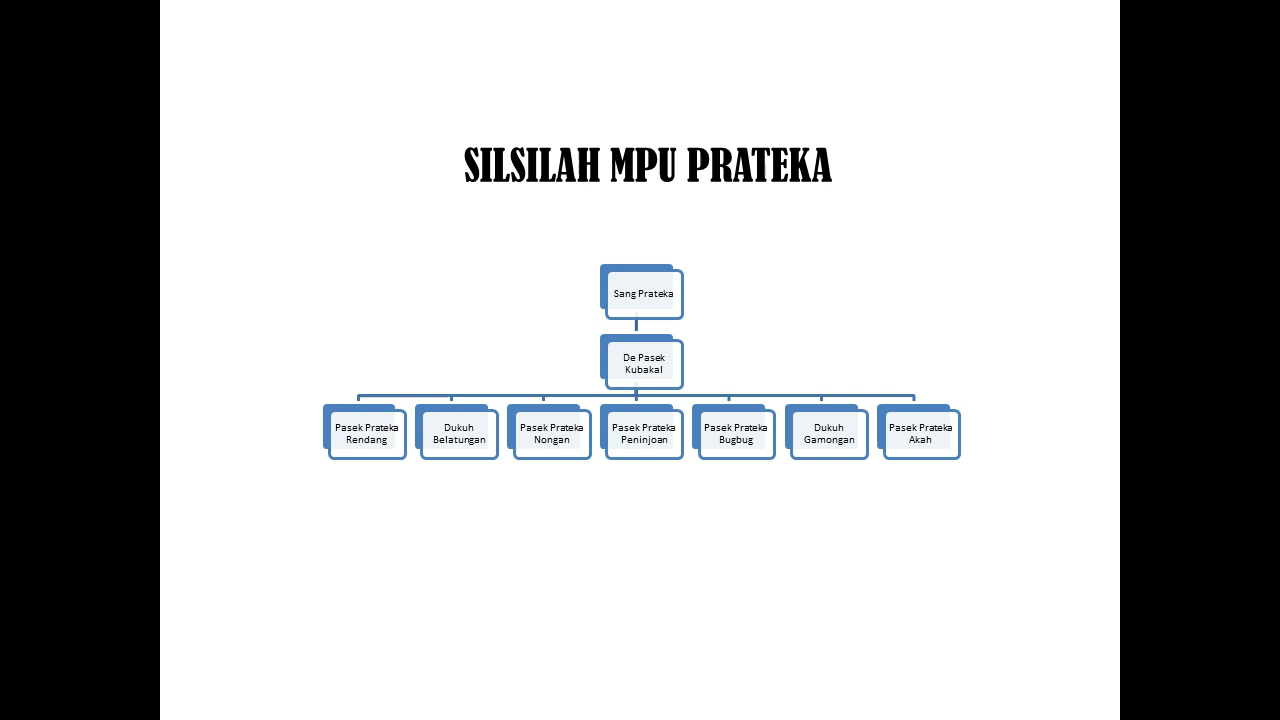 SILSILAH MPU PRATEKA
Sang Prateka
De Pasek
Kubakal
Pasek Prateka
Rendang
Dukuh
Belatungan
Pasek Prateka
Nongan
Pasek Prateka
Peninjoan
Pasek Prateka
Bugbug
Dukuh
Gamongan
Pasek Prateka
Akah